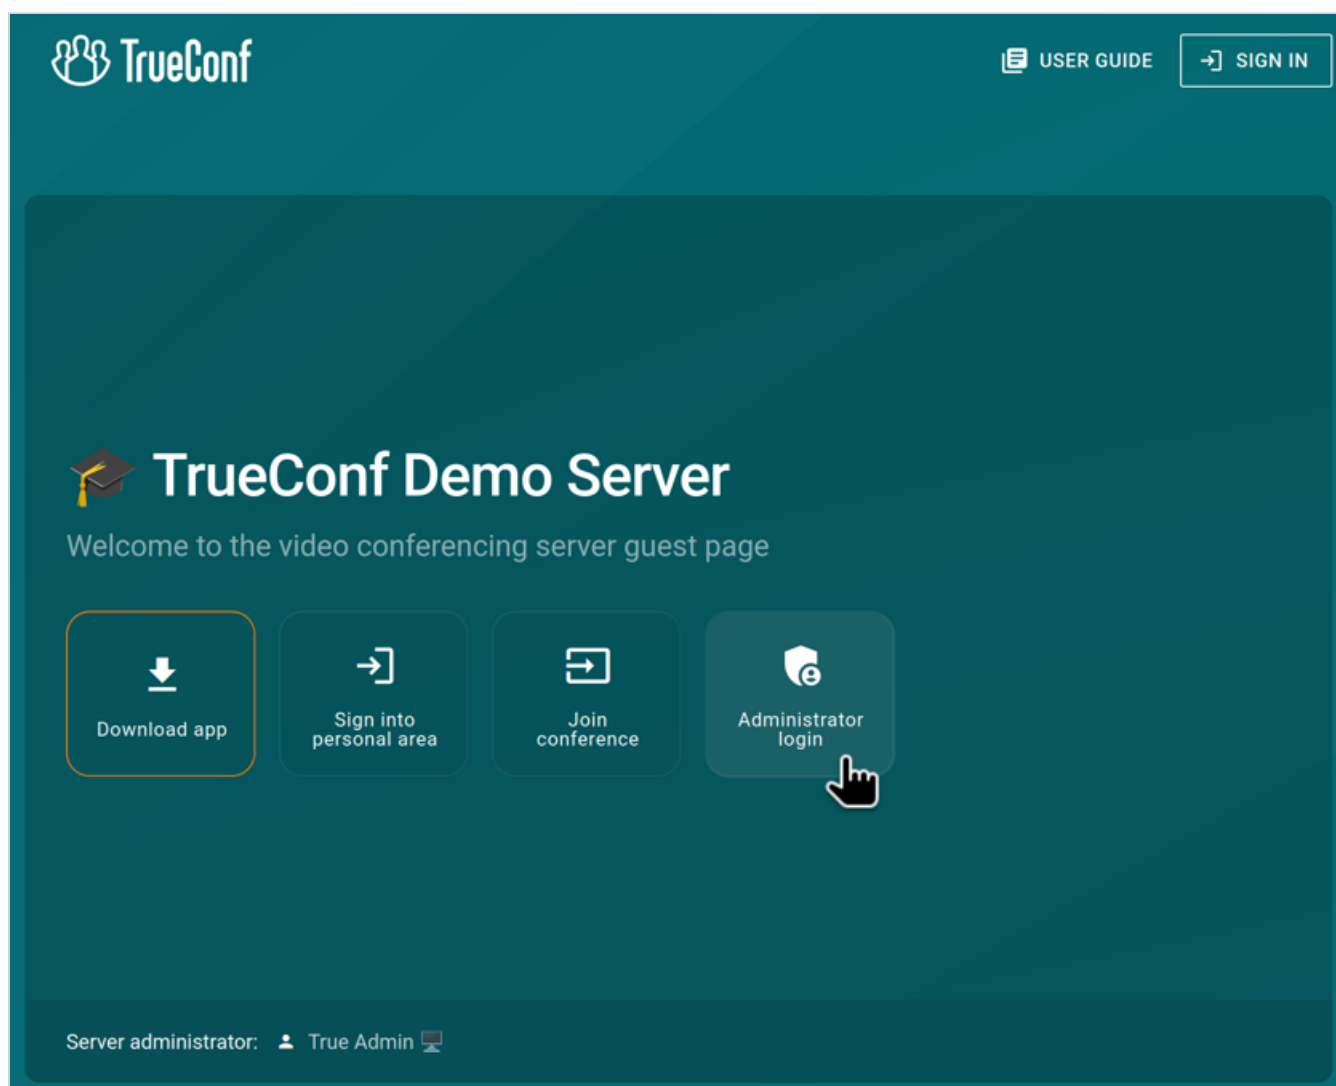 TrueConf
USER GUIDE
SIGN IN
TrueConf Demo Server
Welcome to the video conferencing server guest page
Download app
Sign into
personal area
Join
conference
Administrator
login
Server administrator: True Admin